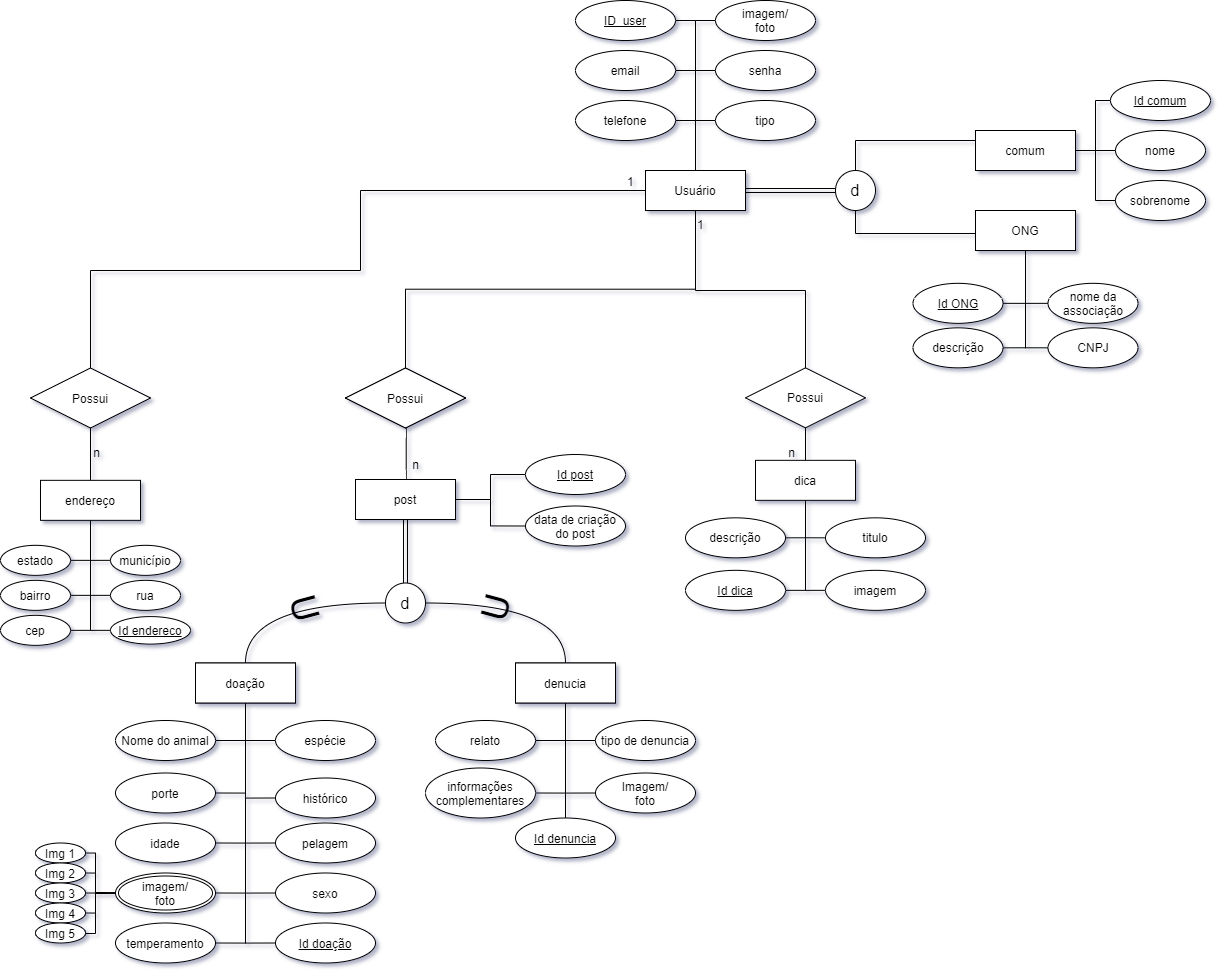 ID_user
imagem/
foto
email
senha
telefone
tipo
Id comum
comum
nome
sobrenome
1
Usuário
d
1
ONG
Id ONG
nome da
associação
descrição
CNPJ
Possui
Possui
Possui
n
n
n
endereço
post
Id post
data de criação
do post
dica
descrição
titulo
Id dica
imagem
estado
município
bairro
rua
cep
Id endereco
d
doação
denucia
Nome do animal
espécie
porte
histórico
idade
pelagem
Img 1
Img 2
Img 3
Img 4
Img 5
imagem/
foto
sexo
temperamento
Id doação
relato
tipo de denuncia
informações
complementares
Imagem/
foto
Id denuncia